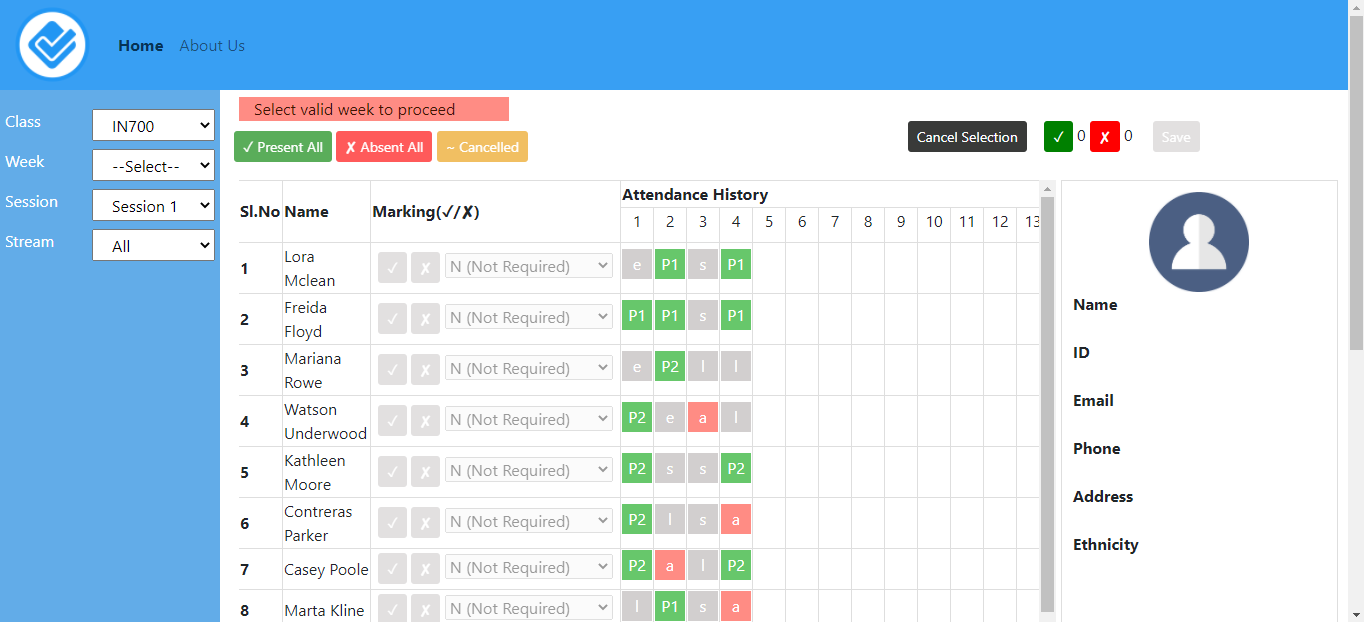 Home About Us
Class IN700
Week --Select--
Session Session 1
Stream All
Select valid week to proceed
✓ Present All ✗ Absent All ~ Cancelled
Cancel Selection ✓ 0 ✗ 0 Save
Sl.No Name Marking(✓/✗) Attendance History
1 2 3 4 5 6 7 8 9 10 11 12 13
1 Lora Mclean ✓ ✗ N (Not Required) e P1 s P1
2 Freida Floyd ✓ ✗ N (Not Required) P1 P1 s P1
3 Mariana Rowe ✓ ✗ N (Not Required) e P2 l l
4 Watson Underwood ✓ ✗ N (Not Required) P2 e a l
5 Kathleen Moore ✓ ✗ N (Not Required) P2 s s P2
6 Contreras Parker ✓ ✗ N (Not Required) P2 l s a
7 Casey Poole ✓ ✗ N (Not Required) P2 a l P2
8 Marta Kline ✓ ✗ N (Not Required) l P1 s a
Name
ID
Email
Phone
Address
Ethnicity